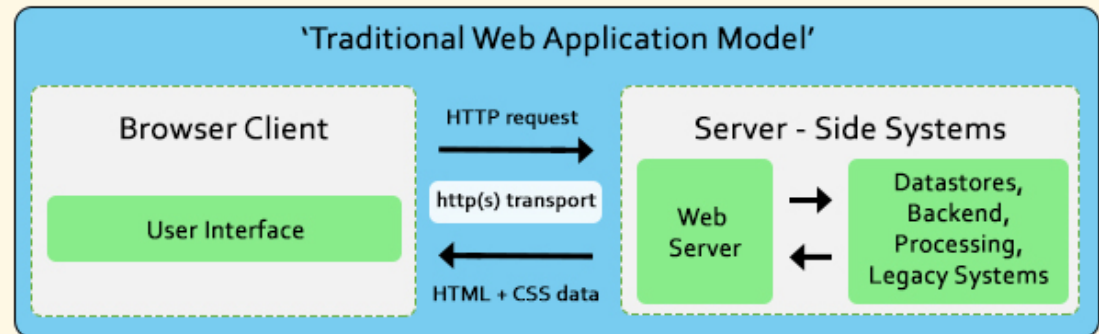 ‘Traditional Web Application Model’
Browser Client
User Interface
HTTP request
http(s) transport
HTML + CSS data
Server - Side Systems
Web
Server
Datastores,
Backend,
Processing,
Legacy Systems